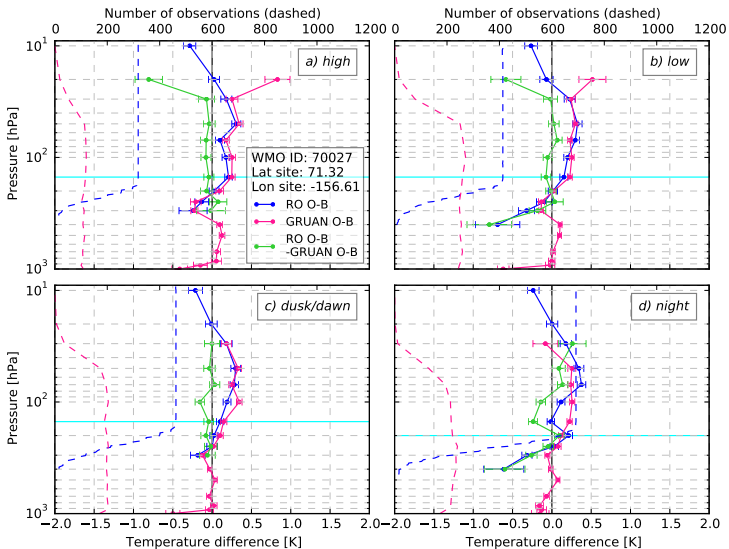 Number of observations (dashed) Number of observations (dashed)
0 200 400 600 800 1000 1200 0 200 400 600 800 1000 1200
10¹
a) high b) low
Pressure [hPa]
10²
WMO ID: 70027
Lat site: 71.32
Lon site: -156.61
RO O-B
GRUAN O-B
RO O-B
-GRUAN O-B
10³
10¹
c) dusk/dawn d) night
Pressure [hPa]
10²
10³
−2.0 −1.5 −1.0 −0.5 0.0 0.5 1.0 1.5 2.0 −2.0 −1.5 −1.0 −0.5 0.0 0.5 1.0 1.5 2.0
Temperature difference [K] Temperature difference [K]